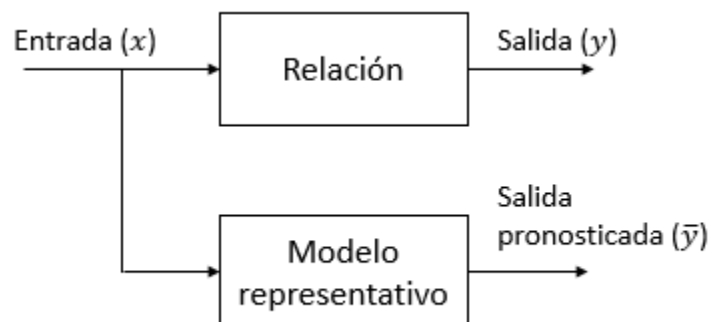 Entrada (x)
Salida (y)
Relación
Salida
pronosticada (ȳ)
Modelo
representativo